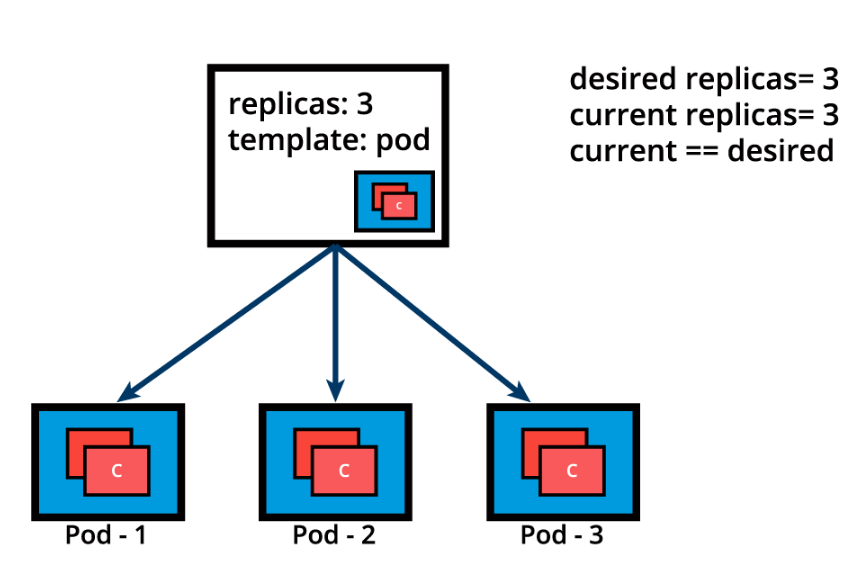 replicas: 3
template: pod
C
desired replicas= 3
current replicas= 3
current == desired
C
C
C
Pod - 1
Pod - 2
Pod - 3